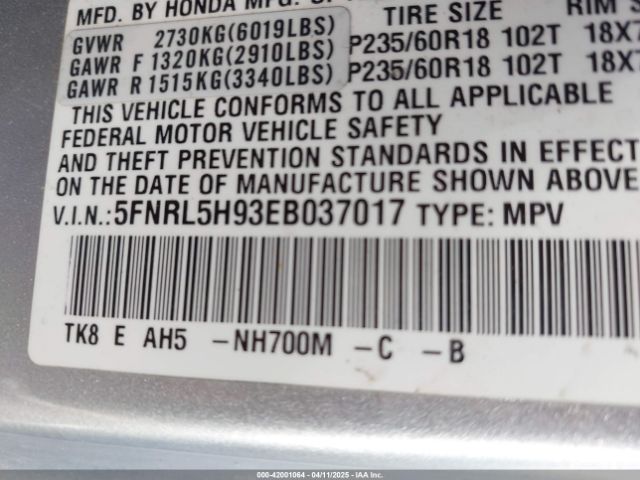 MFD. BY HONDA MFG. OF
TIRE SIZE RIM S
GVWR 2730KG(6019LBS)
GAWR F 1320KG(2910LBS) P235/60R18 102T 18X7
GAWR R 1515KG(3340LBS) P235/60R18 102T 18X7
THIS VEHICLE CONFORMS TO ALL APPLICABLE
FEDERAL MOTOR VEHICLE SAFETY
AND THEFT PREVENTION STANDARDS IN EFFECT
ON THE DATE OF MANUFACTURE SHOWN ABOVE
V.I.N.: 5FNRL5H93EB037017 TYPE: MPV
TK8 E AH5 -NH700M -C -B
000-42001064 - 04/11/2025 - IAAI.COM